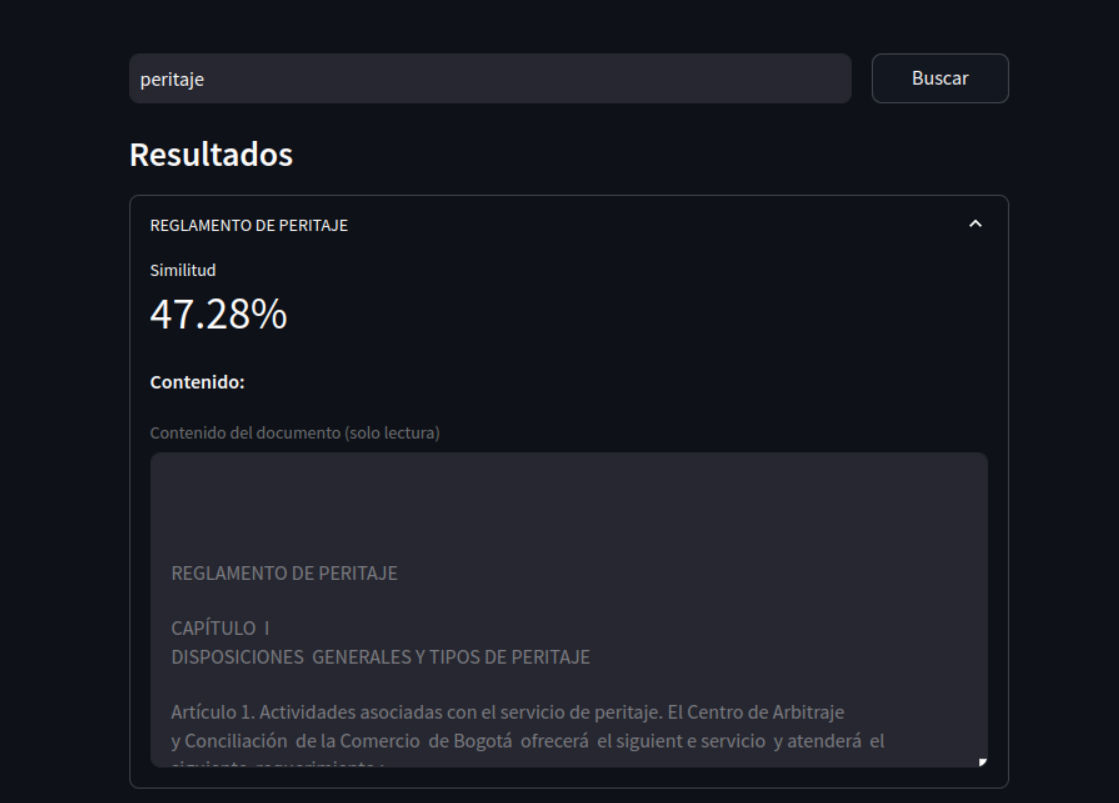 peritaje
Buscar
Resultados
REGLAMENTO DE PERITAJE
Similitud
47.28%
Contenido:
Contenido del documento (solo lectura)
REGLAMENTO DE PERITAJE
CAPÍTULO I
DISPOSICIONES GENERALES Y TIPOS DE PERITAJE
Artículo 1. Actividades asociadas con el servicio de peritaje. El Centro de Arbitraje
y Conciliación de la Comercio de Bogotá ofrecerá el siguient e servicio y atenderá el
siguiente requerimiento :